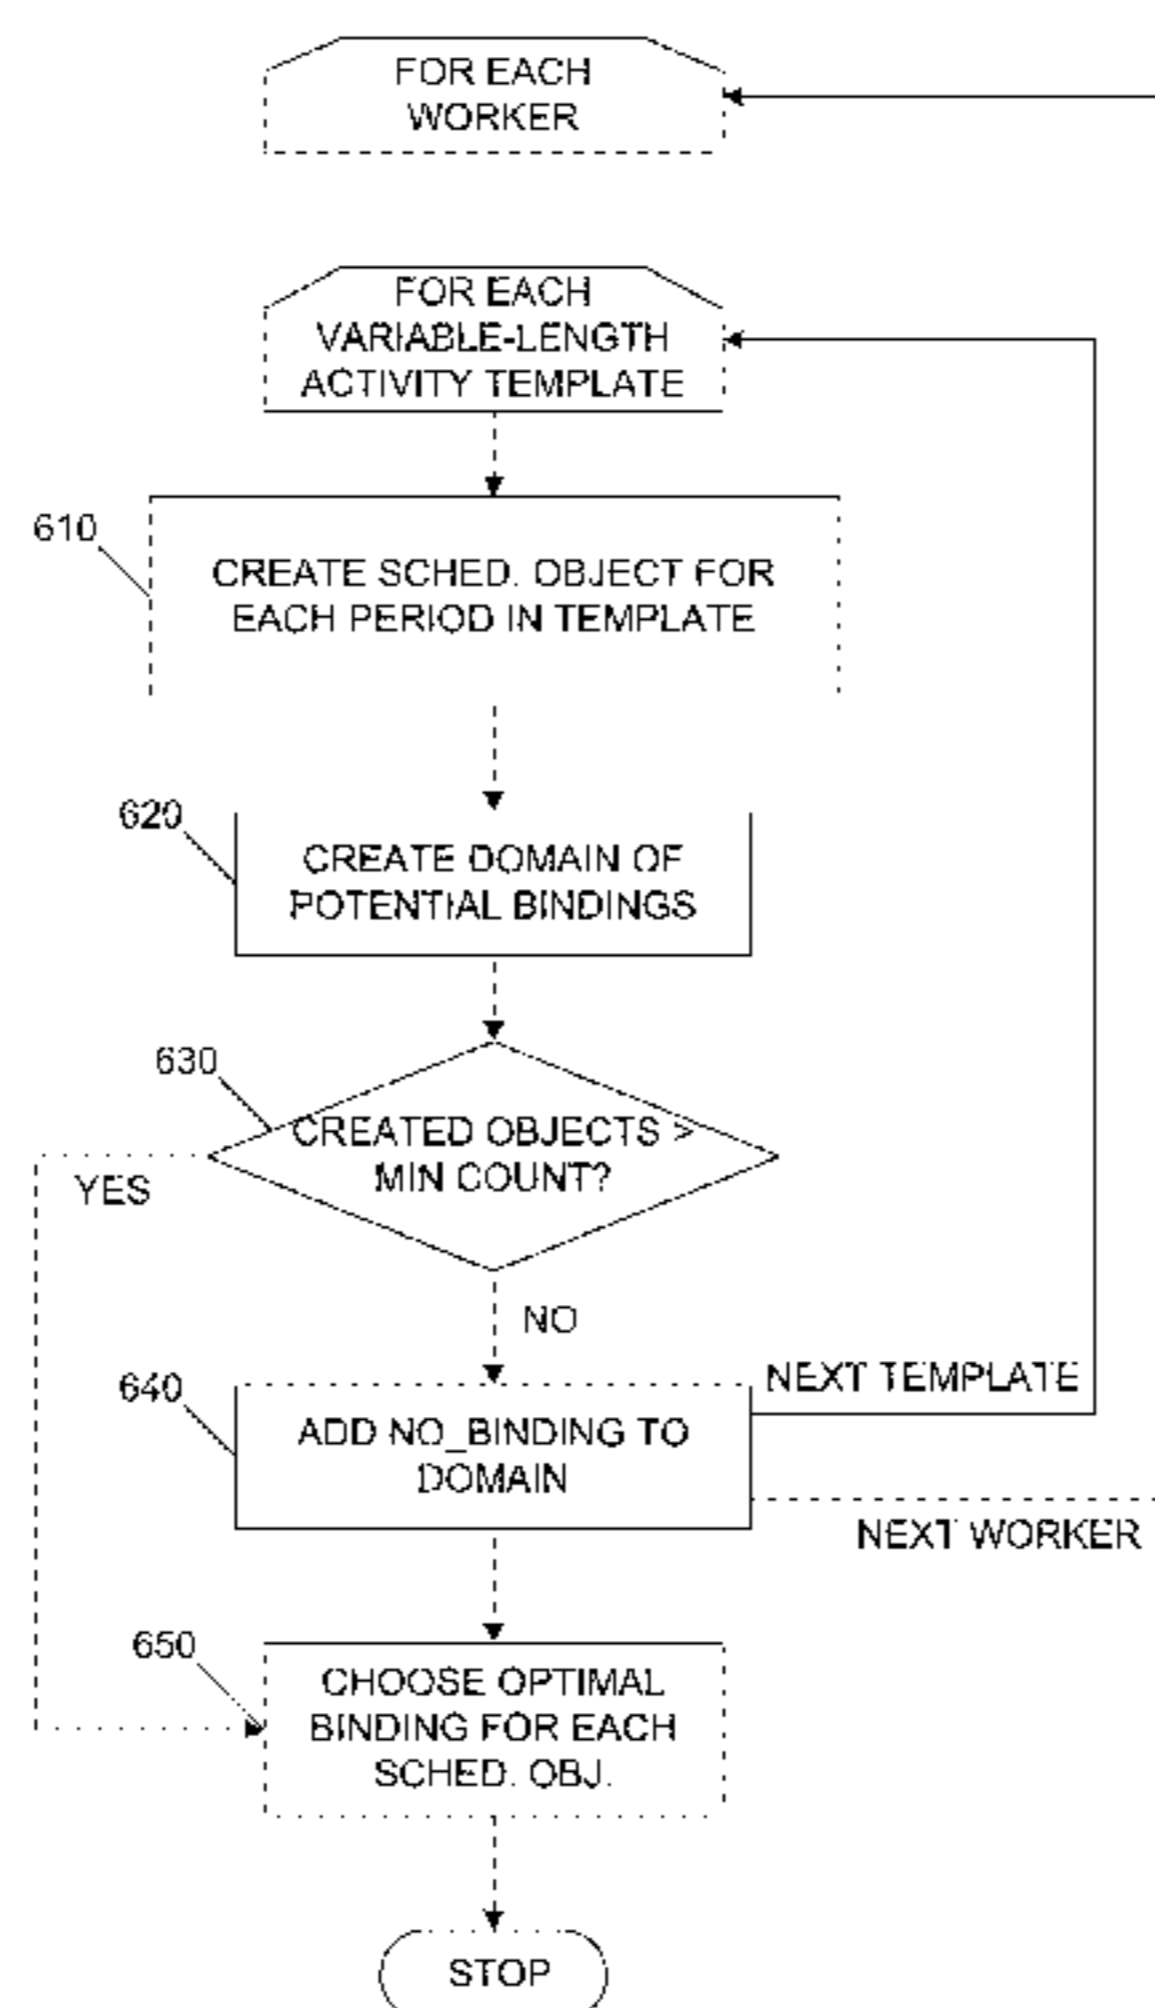 FOR EACH
WORKER
FOR EACH
VARIABLE-LENGTH
ACTIVITY TEMPLATE
610
CREATE SCHED. OBJECT FOR
EACH PERIOD IN TEMPLATE
620
CREATE DOMAIN OF
POTENTIAL BINDINGS
630
CREATED OBJECTS >
MIN COUNT?
YES
NO
640
NEXT TEMPLATE
ADD NO_BINDING TO
DOMAIN
NEXT WORKER
650
CHOOSE OPTIMAL
BINDING FOR EACH
SCHED. OBJ.
STOP